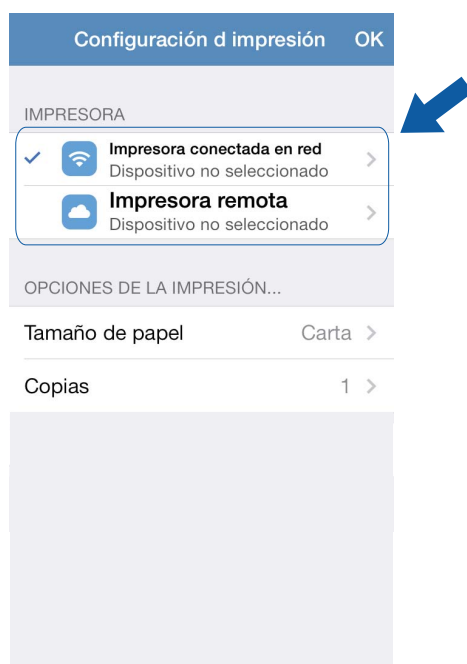 Configuración d impresión OK
IMPRESORA
Impresora conectada en red
Dispositivo no seleccionado
Impresora remota
Dispositivo no seleccionado
OPCIONES DE LA IMPRESIÓN...
Tamaño de papel Carta
Copias 1